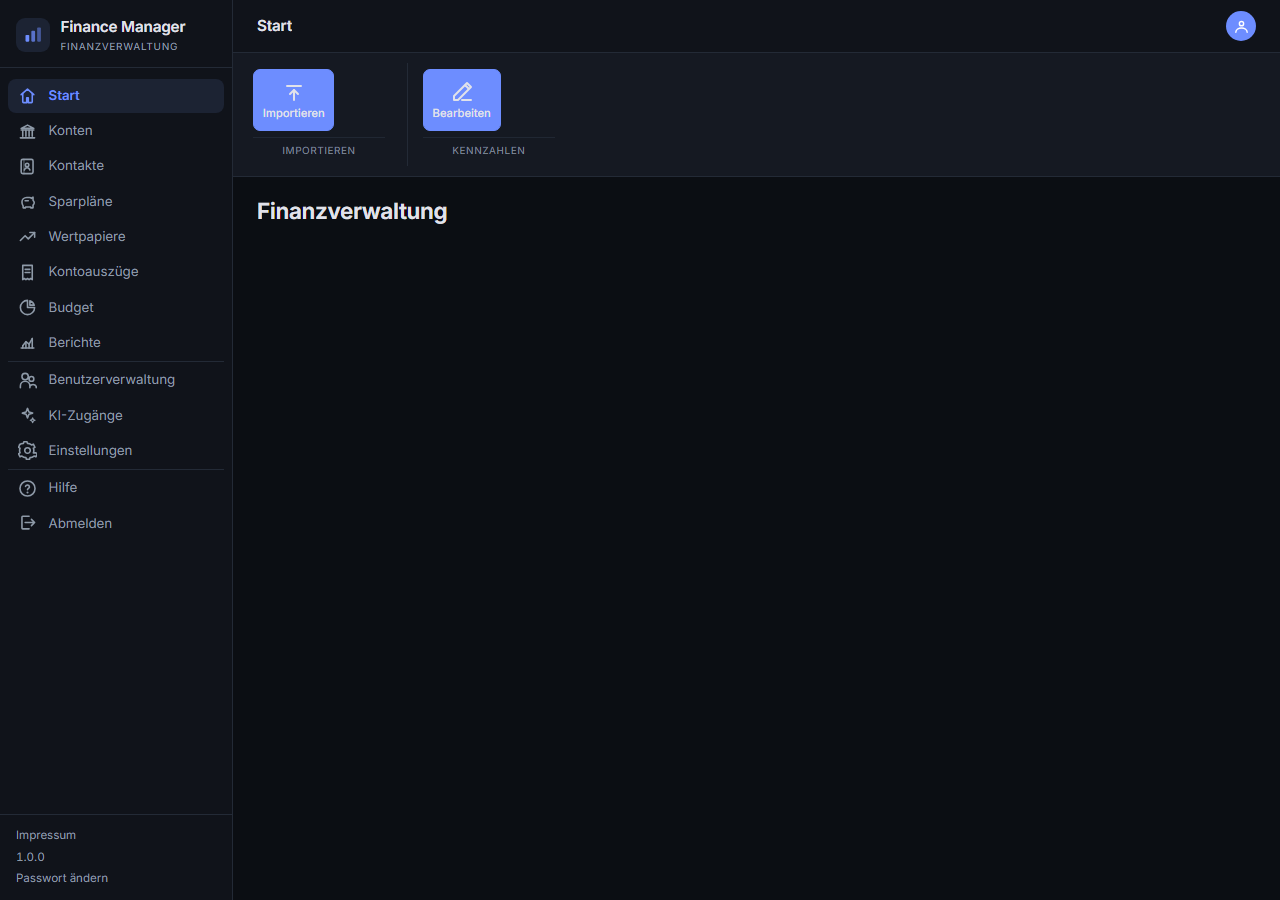 Finance Manager
FINANZVERWALTUNG
Start
Konten
Kontakte
Sparpläne
Wertpapiere
Kontoauszüge
Budget
Berichte
Benutzerverwaltung
KI-Zugänge
Einstellungen
Hilfe
Abmelden
Impressum
1.0.0
Passwort ändern
Start
Importieren
IMPORTIEREN
Bearbeiten
KENNZAHLEN
Finanzverwaltung